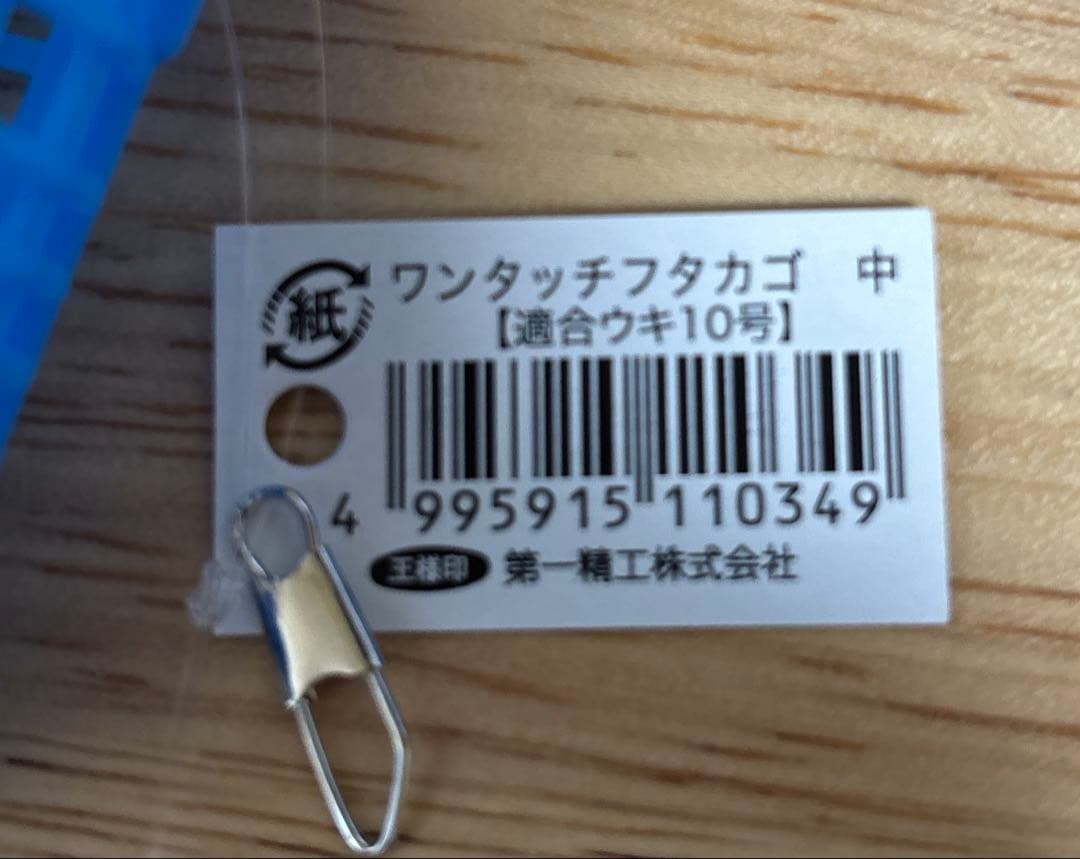 紙 ワンタッチフタカゴ 中
【適合ウキ10号】
4 995915 110349
王様印 第一精工株式会社